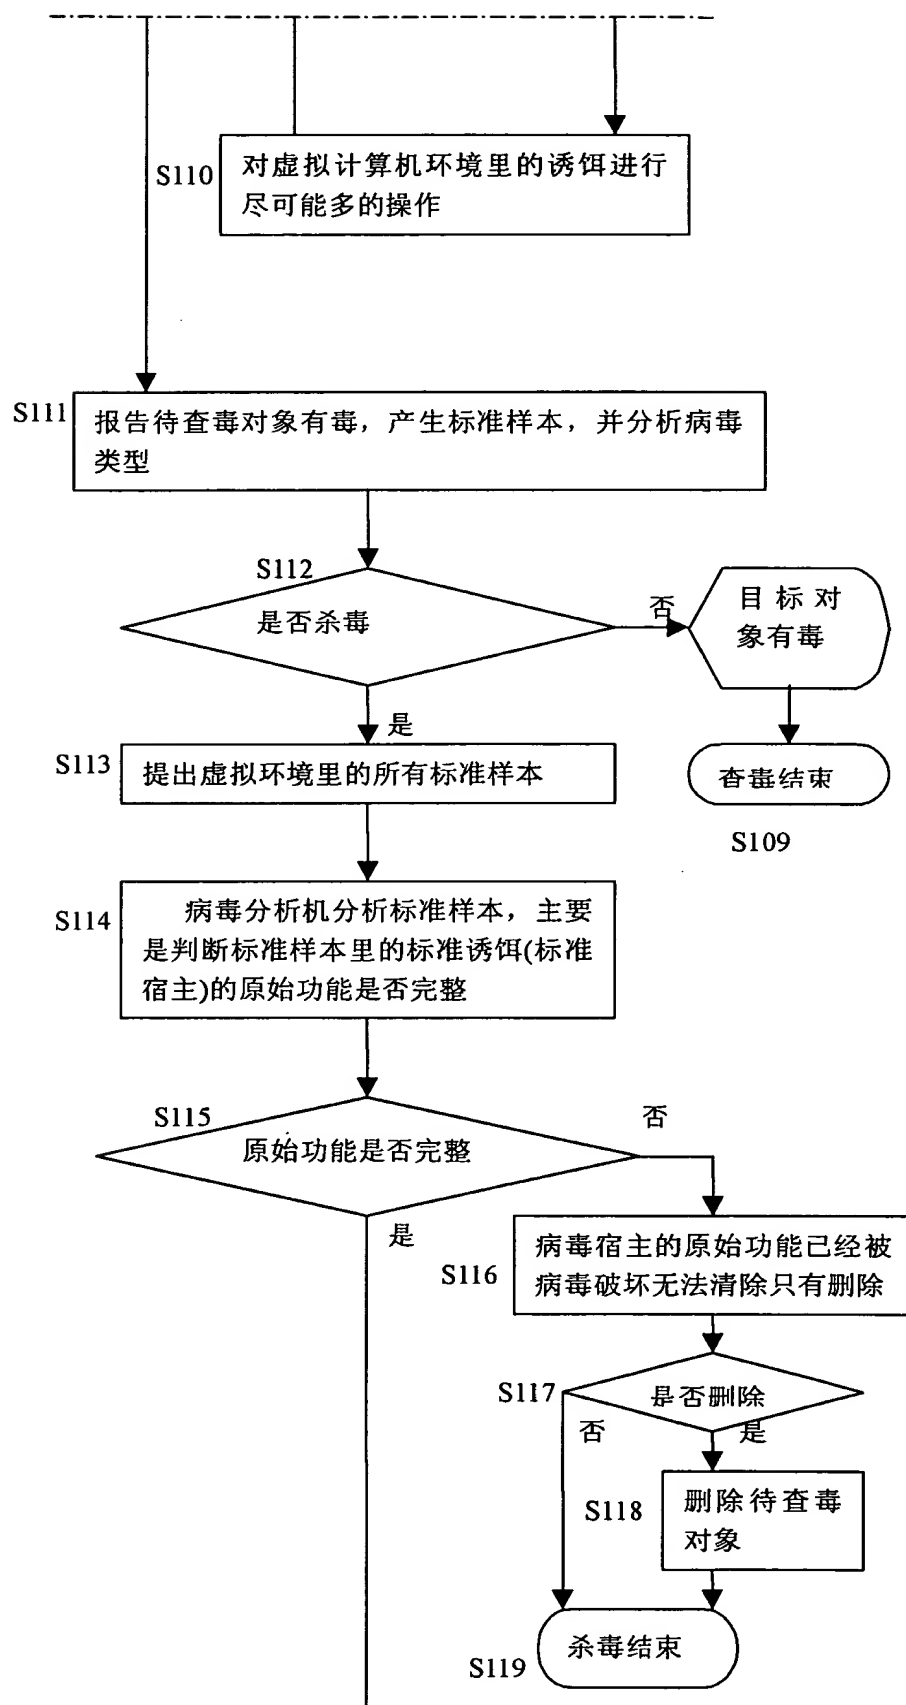 S110
对虚拟计算机环境里的诱饵进行
尽可能多的操作
S111
报告待查毒对象有毒，产生标准样本，并分析病毒
类型
S112
是否杀毒
否
目标对
象有毒
是
S113
提出虚拟环境里的所有标准样本
查毒结束
S109
S114
病毒分析机分析标准样本，主要
是判断标准样本里的标准诱饵(标准
宿主)的原始功能是否完整
S115
原始功能是否完整
否
是
S116
病毒宿主的原始功能已经被
病毒破坏无法清除只有删除
S117
是否删除
否
是
S118
删除待查毒
对象
杀毒结束
S119